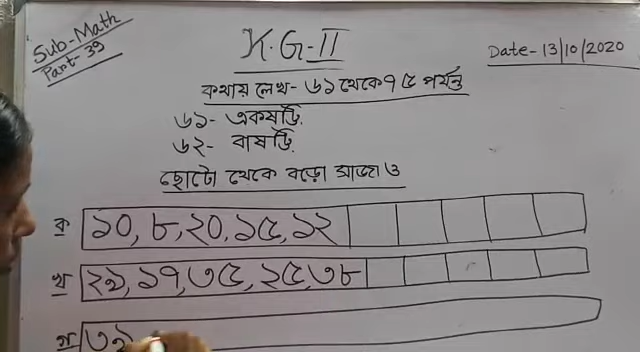 Sub-Math
Part-39
K.G-II
Date-13/10/2020
কথায় লেখ-৬১ থেকে ৭৫ পর্যন্ত
৬১- একষট্টি
৬২- বাষট্টি
ছোটো থেকে বড়ো সাজাও
ক ১০, ৮, ২০, ১৫, ১২
খ ২৯, ১৭, ৩৫, ২৫, ৩৮
গ ৩৯